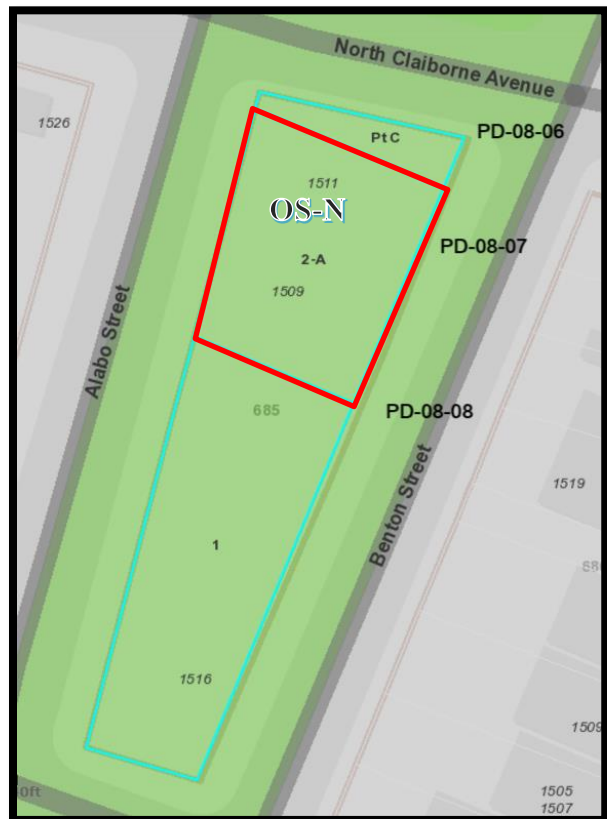 North Claiborne Avenue
1526
Pt C
PD-08-06
1511
OS-N
PD-08-07
2-A
1509
Alabo Street
685
PD-08-08
Benton Street
1519
1
1516
1509
1505
1507